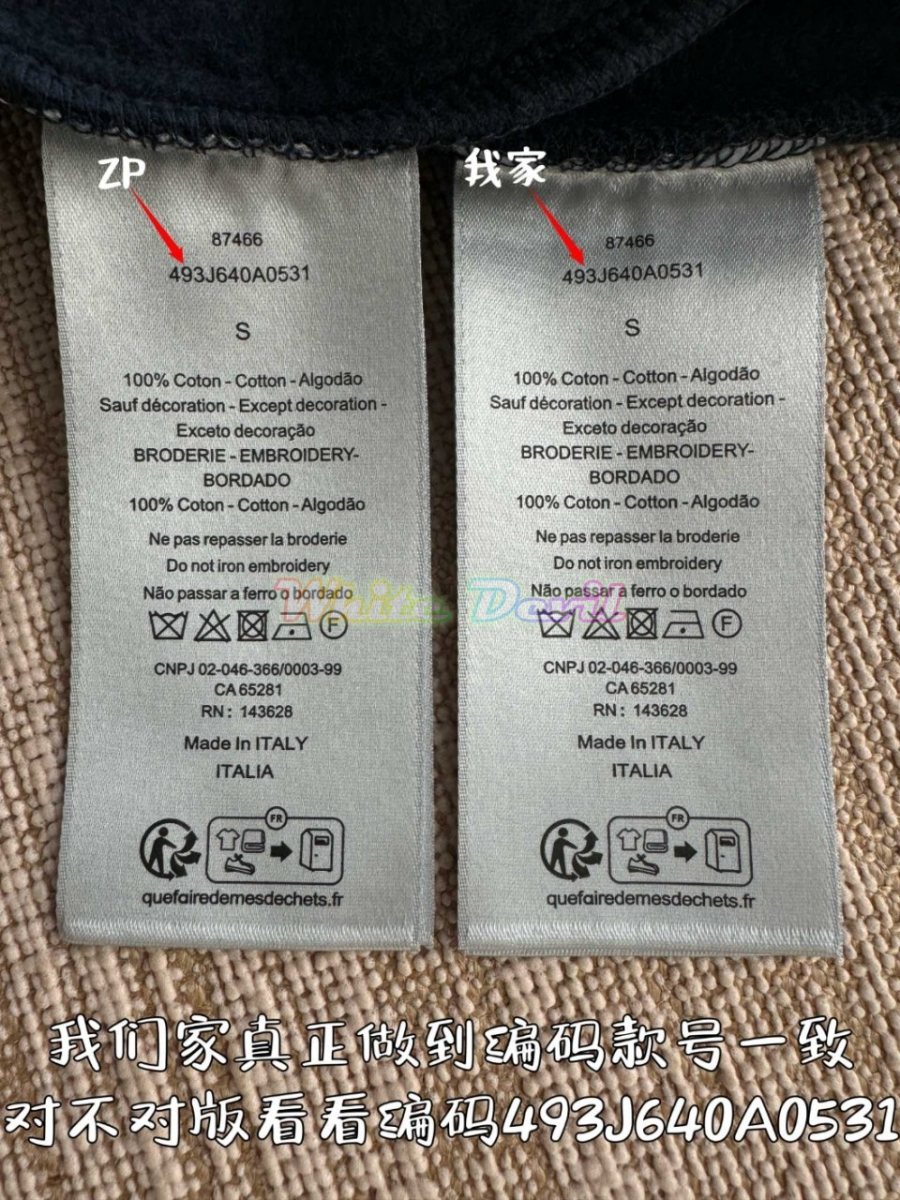 ZP
87466
493J640A0531
S
100% Coton - Cotton - Algodão
Sauf décoration - Except decoration -
Exceto decoração
BRODERIE - EMBROIDERY-
BORDADO
100% Coton - Cotton - Algodão
Ne pas repasser la broderie
Do not iron embroidery
Não passar a ferro o bordado
F
CNPJ 02-046-366/0003-99
CA 65281
RN : 143628
Made In ITALY
ITALIA
FR
quefairedemesdechets.fr
我家
87466
493J640A0531
S
100% Coton - Cotton - Algodão
Sauf décoration - Except decoration -
Exceto decoração
BRODERIE - EMBROIDERY-
BORDADO
100% Coton - Cotton - Algodão
Ne pas repasser la broderie
Do not iron embroidery
Não passar a ferro o bordado
F
CNPJ 02-046-366/0003-99
CA 65281
RN : 143628
Made In ITALY
ITALIA
FR
quefairedemesdechets.fr
White Devil
我们家真正做到编码款号一致
对不对版看看编码493J640A0531